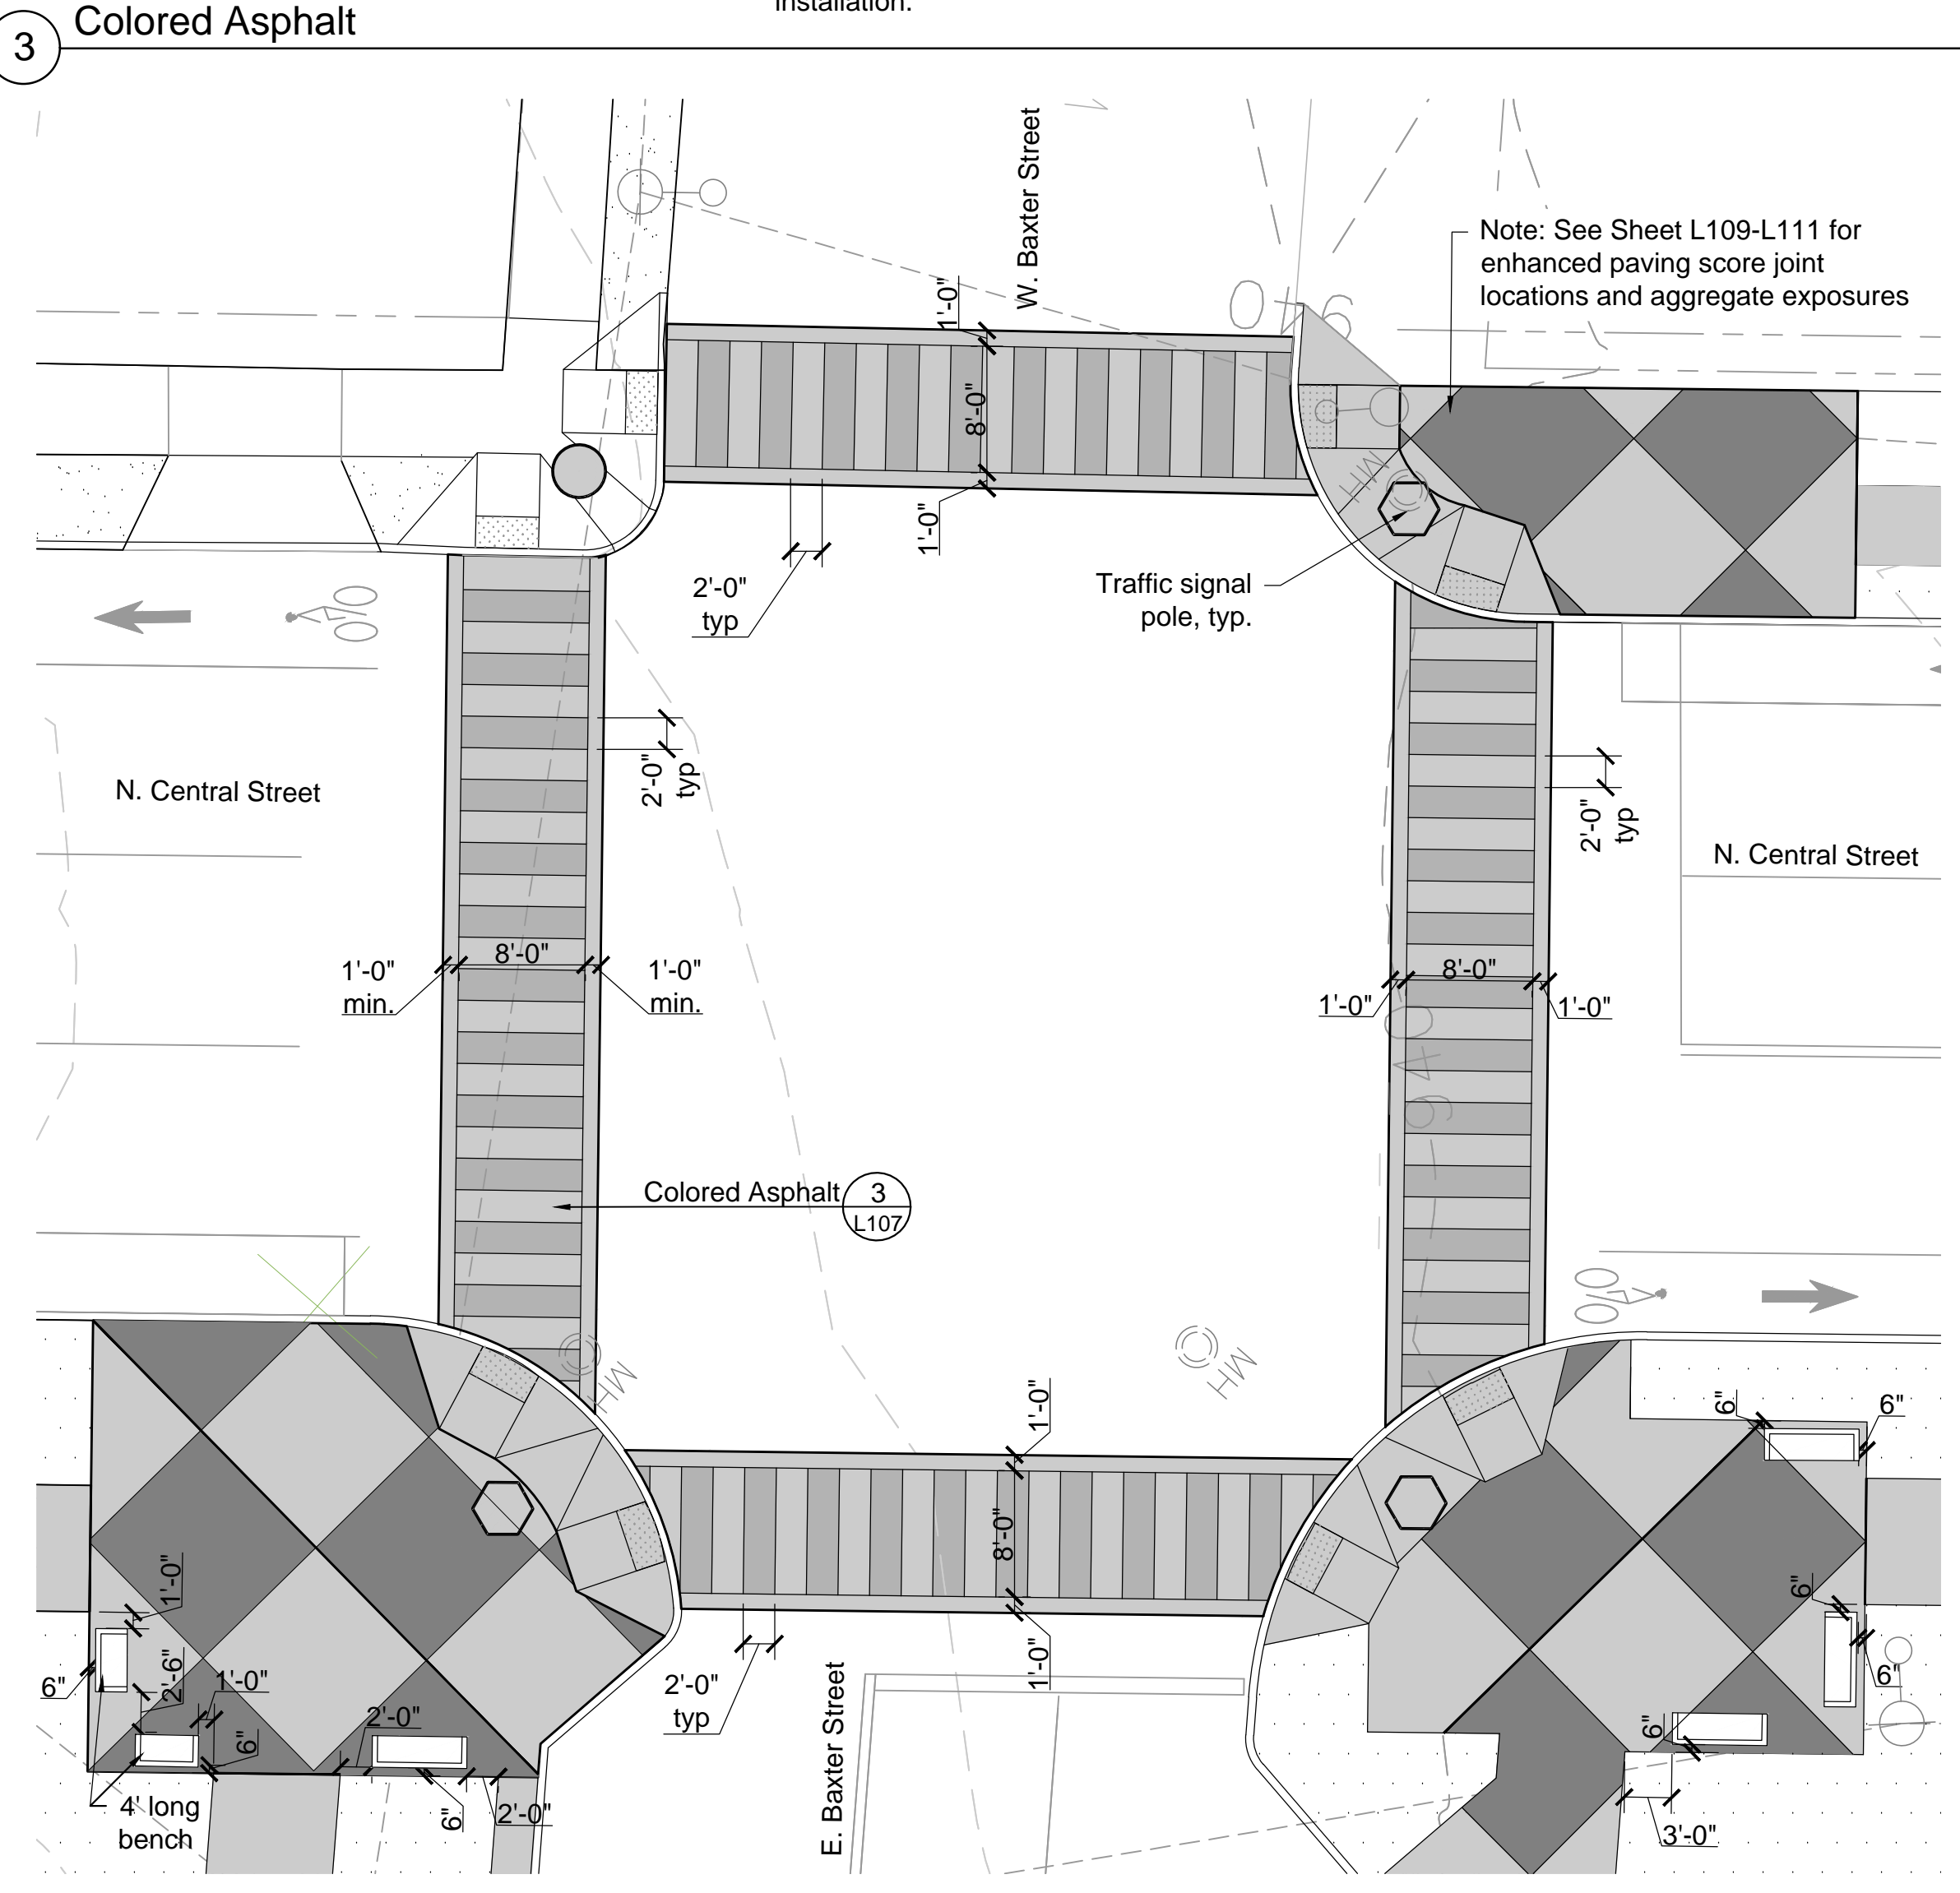 installation.
3
Colored Asphalt
W. Baxter Street
Note: See Sheet L109-L111 for
enhanced paving score joint
locations and aggregate exposures
1'-0"
8'-0"
1'-0"
2'-0"
typ
MH
Traffic signal
pole, typ.
2'-0"
typ
2'-0"
typ
N. Central Street
N. Central Street
1'-0"
min.
8'-0"
1'-0"
min.
8'-0"
1'-0"
1'-0"
Colored Asphalt
3
L107
MH
MH
1'-0"
8'-0"
1'-0"
2'-0"
typ
E. Baxter Street
1'-0"
6"
2'-6"
1'-0"
6"
2'-0"
6"
2'-0"
4' long
bench
6"
6"
6"
6"
6"
3'-0"